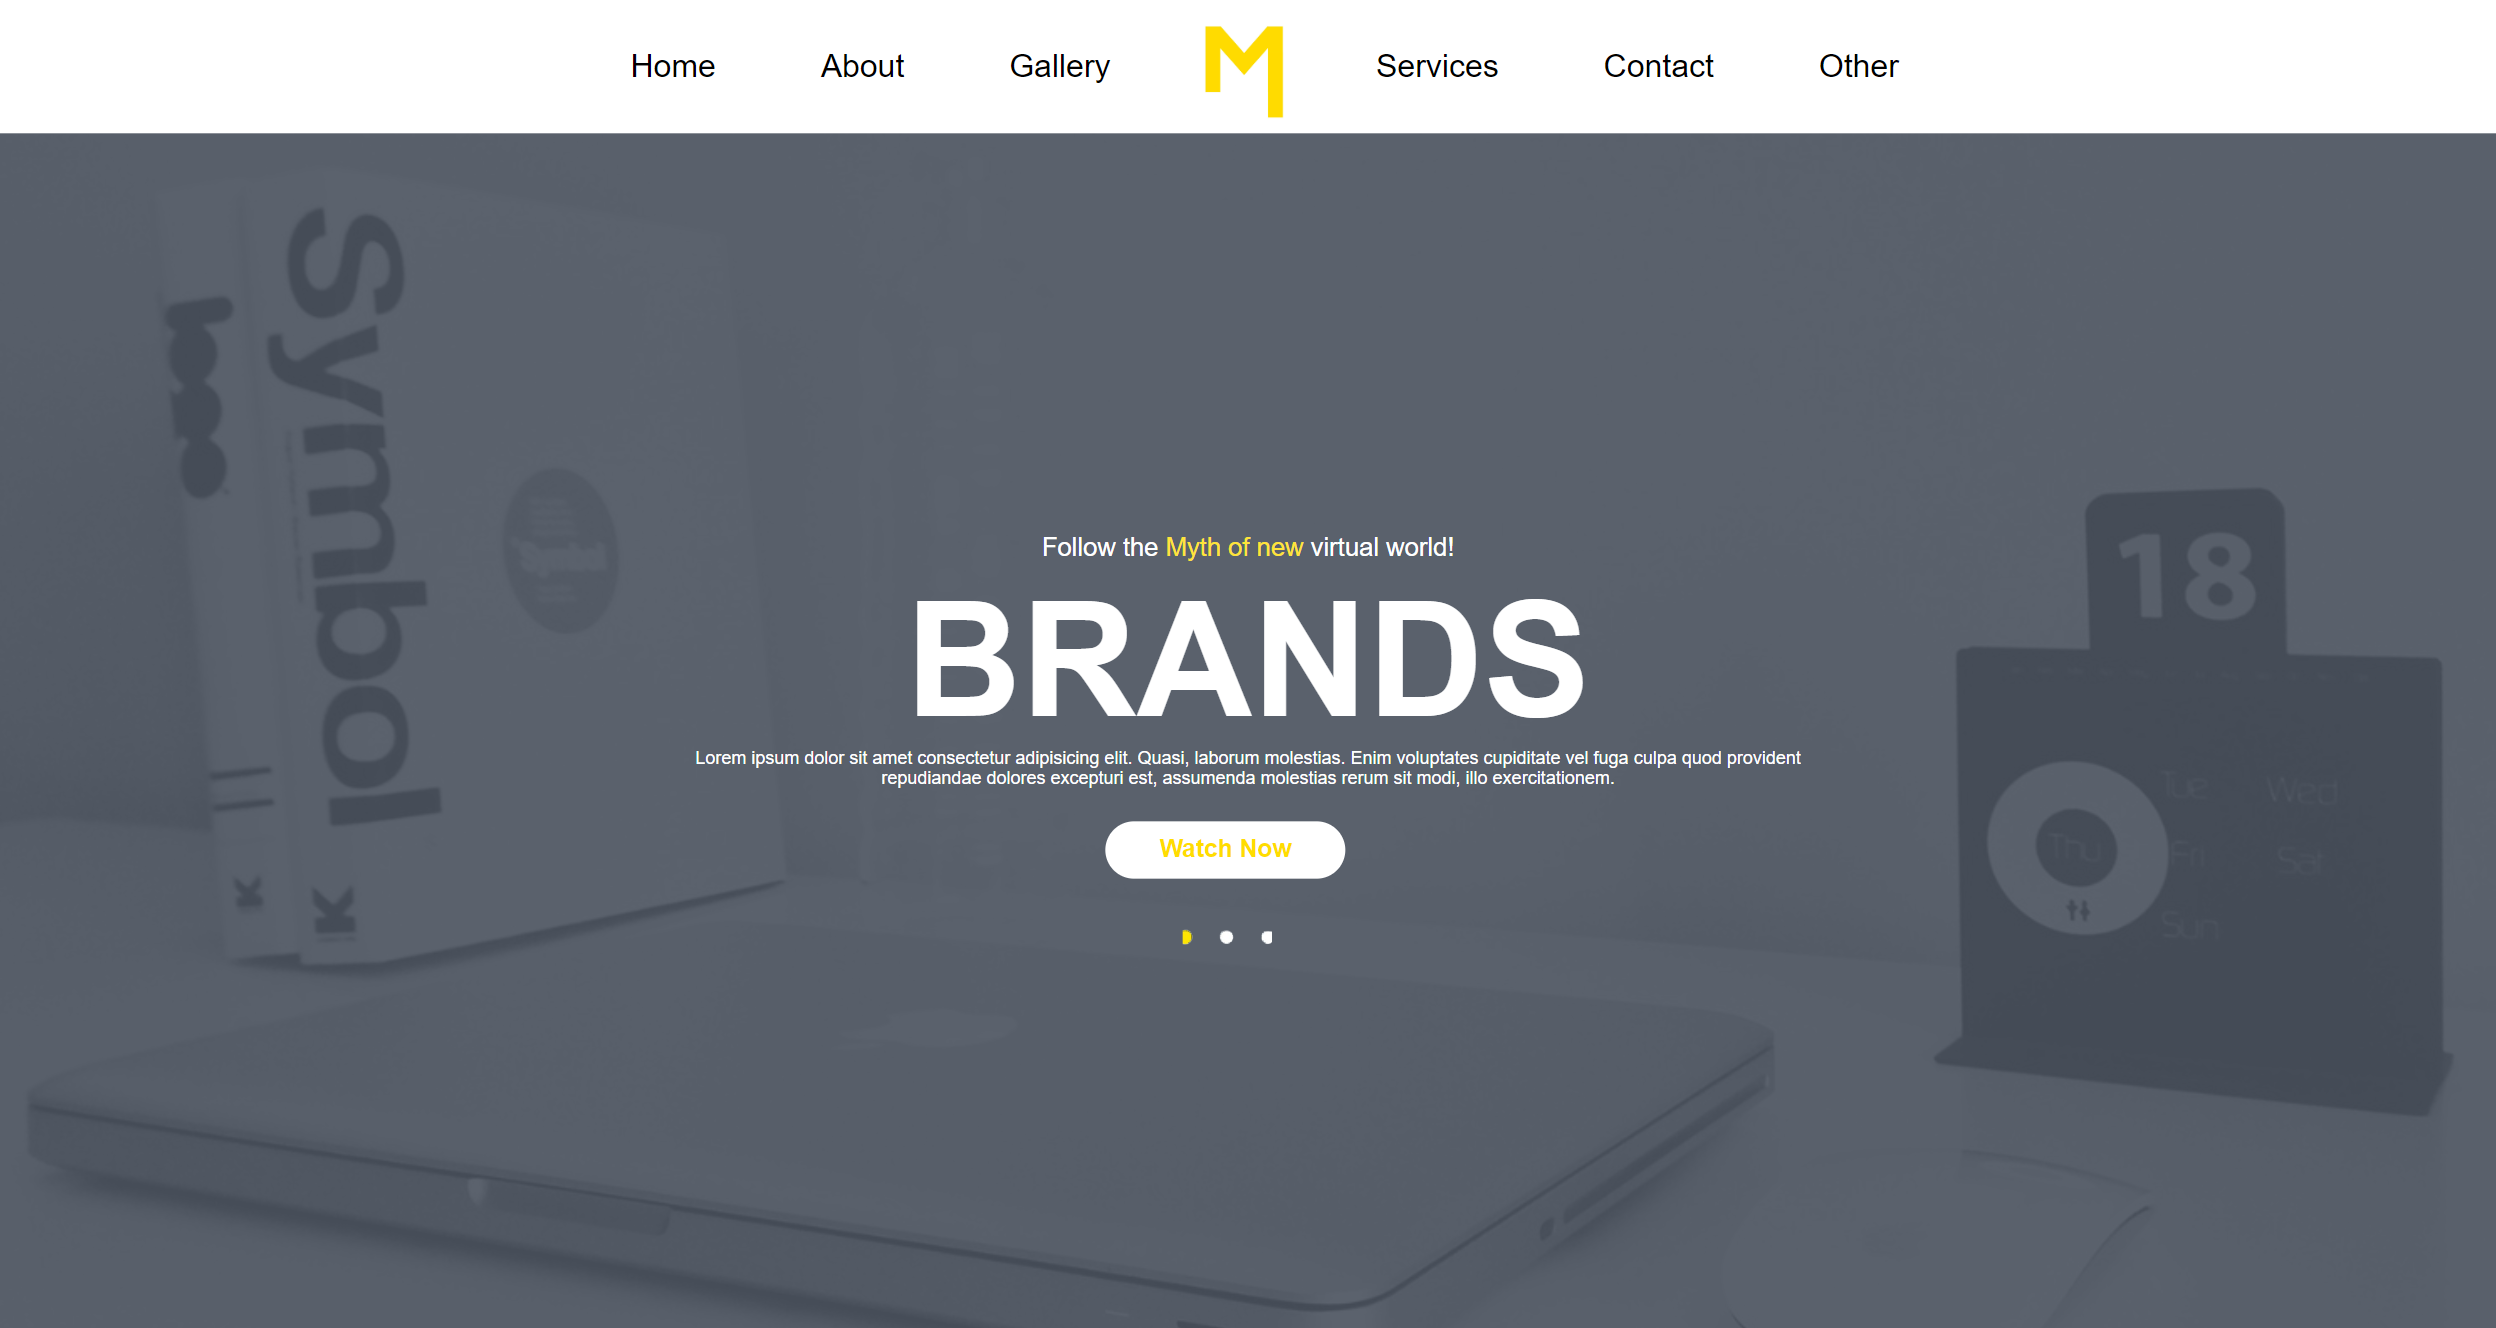 Home About Gallery M Services Contact Other
Symbol
K
K
18
Follow the Myth of new virtual world!
BRANDS
Lorem ipsum dolor sit amet consectetur adipisicing elit. Quasi, laborum molestias. Enim voluptates cupiditate vel fuga culpa quod provident
repudiandae dolores excepturi est, assumenda molestias rerum sit modi, illo exercitationem.
Tue Wed
Thu Fri Sat
Sun
Watch Now